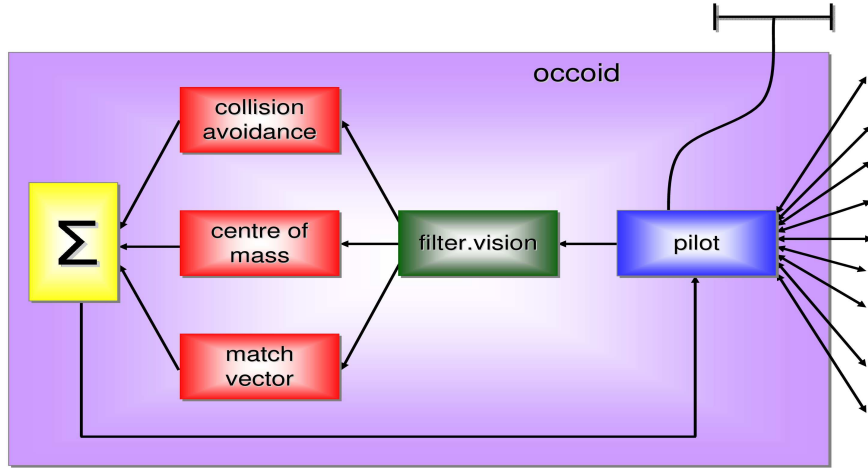 occoid
collision
avoidance
Σ
centre of
mass
filter.vision
pilot
match
vector